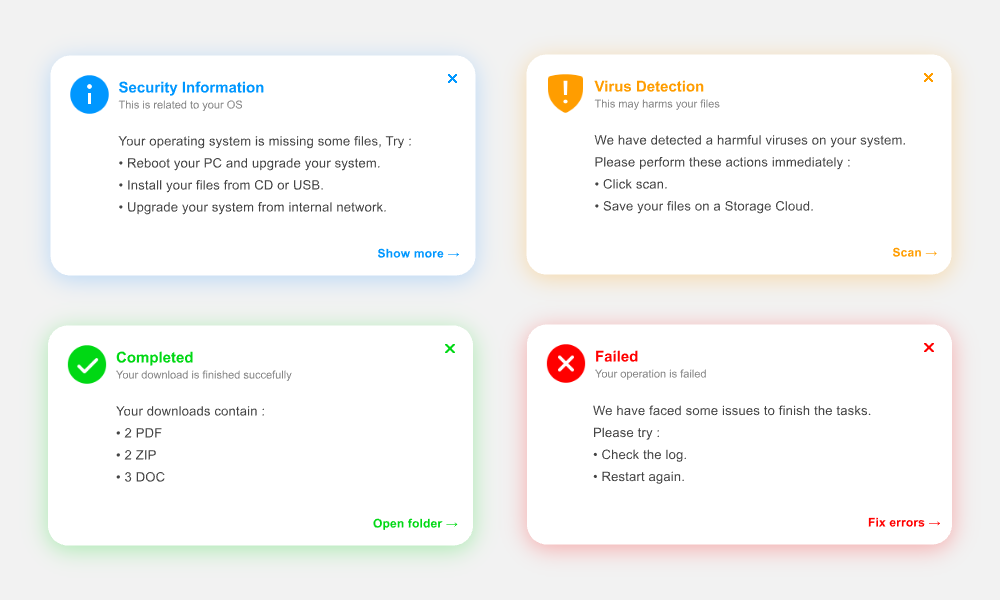 Security Information
This is related to your OS
Your operating system is missing some files, Try :
• Reboot your PC and upgrade your system.
• Install your files from CD or USB.
• Upgrade your system from internal network.
Show more →
Virus Detection
This may harms your files
We have detected a harmful viruses on your system.
Please perform these actions immediately :
• Click scan.
• Save your files on a Storage Cloud.
Scan →
Completed
Your download is finished succefully
Your downloads contain :
• 2 PDF
• 2 ZIP
• 3 DOC
Open folder →
Failed
Your operation is failed
We have faced some issues to finish the tasks.
Please try :
• Check the log.
• Restart again.
Fix errors →